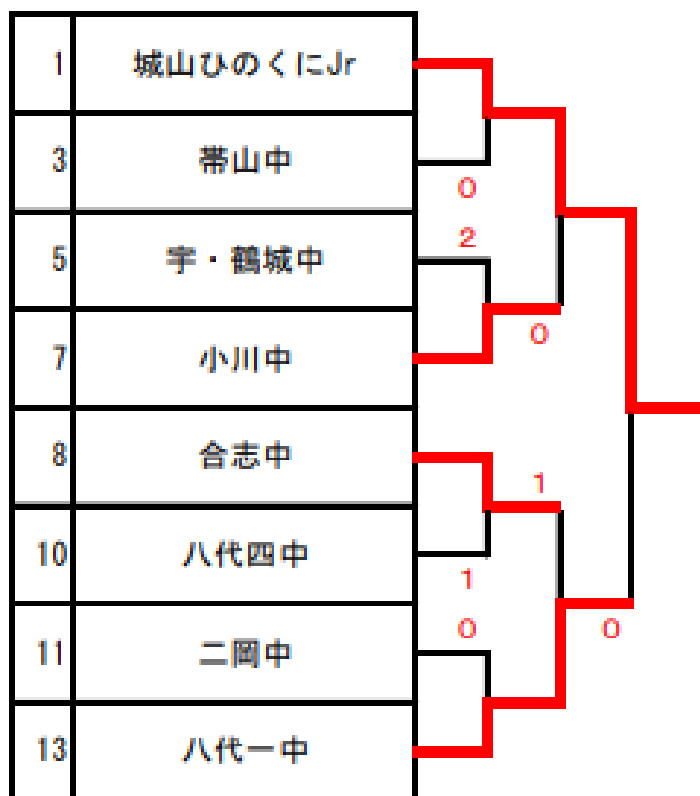 1 城山ひのくにJr
3 帯山中
0
2
5 宇・鶴城中
0
7 小川中
8 合志中
1
10 八代四中
1
0
11 二岡中
0
13 八代一中